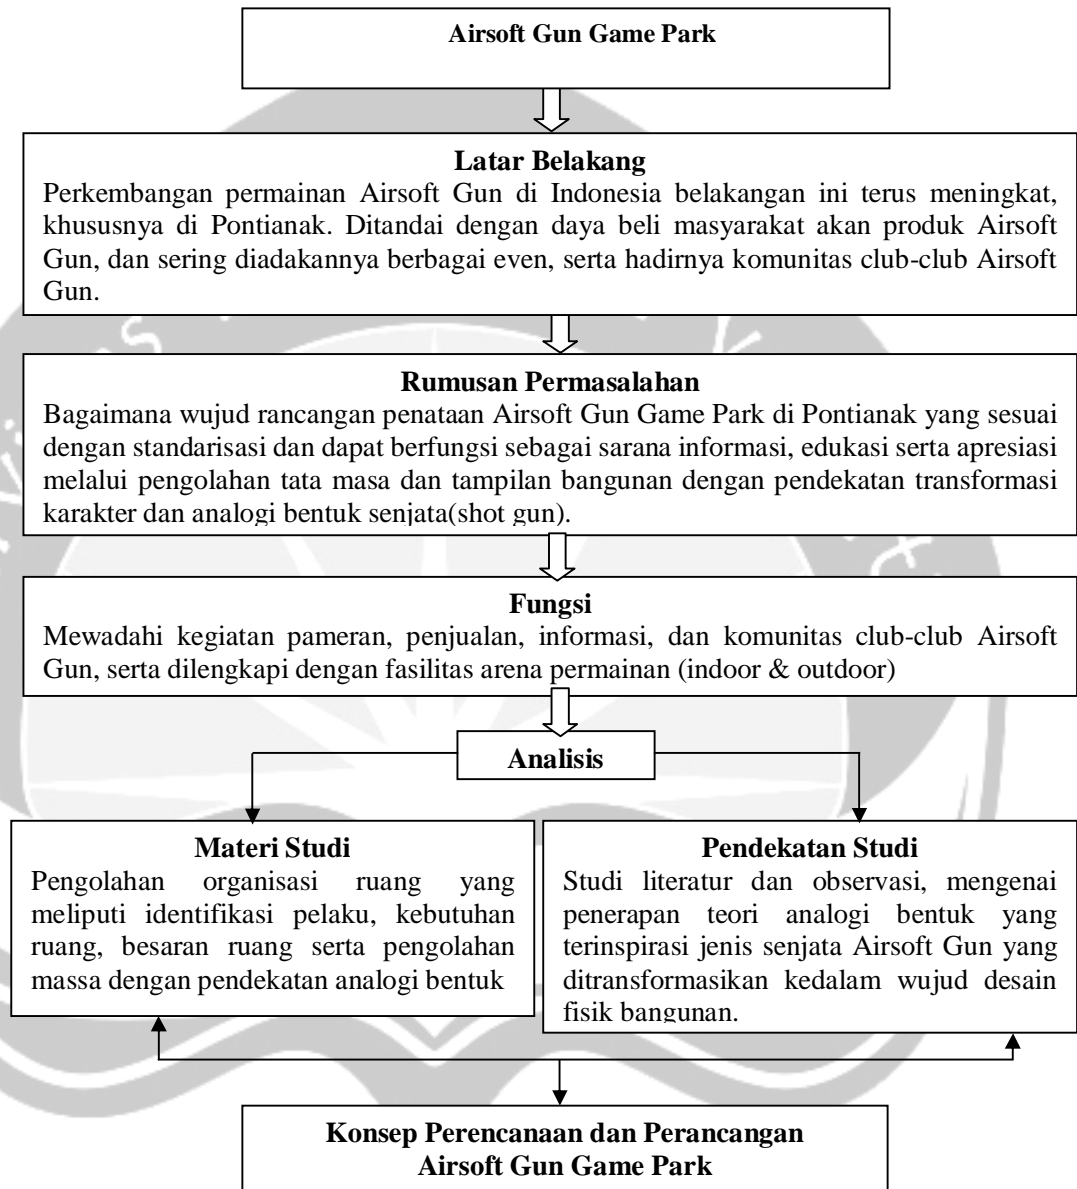 Airsoft Gun Game Park
Latar Belakang
Perkembangan permainan Airsoft Gun di Indonesia belakangan ini terus meningkat,
khususnya di Pontianak. Ditandai dengan daya beli masyarakat akan produk Airsoft
Gun, dan sering diadakannya berbagai even, serta hadirnya komunitas club-club Airsoft
Gun.
Rumusan Permasalahan
Bagaimana wujud rancangan penataan Airsoft Gun Game Park di Pontianak yang sesuai
dengan standarisasi dan dapat berfungsi sebagai sarana informasi, edukasi serta apresiasi
melalui pengolahan tata masa dan tampilan bangunan dengan pendekatan transformasi
karakter dan analogi bentuk senjata(shot gun).
Fungsi
Mewadahi kegiatan pameran, penjualan, informasi, dan komunitas club-club Airsoft
Gun, serta dilengkapi dengan fasilitas arena permainan (indoor & outdoor)
Analisis
Materi Studi
Pengolahan organisasi ruang yang
meliputi identifikasi pelaku, kebutuhan
ruang, besaran ruang serta pengolahan
massa dengan pendekatan analogi bentuk
Pendekatan Studi
Studi literatur dan observasi, mengenai
penerapan teori analogi bentuk yang
terinspirasi jenis senjata Airsoft Gun yang
ditransformasikan kedalam wujud desain
fisik bangunan.
Konsep Perencanaan dan Perancangan
Airsoft Gun Game Park